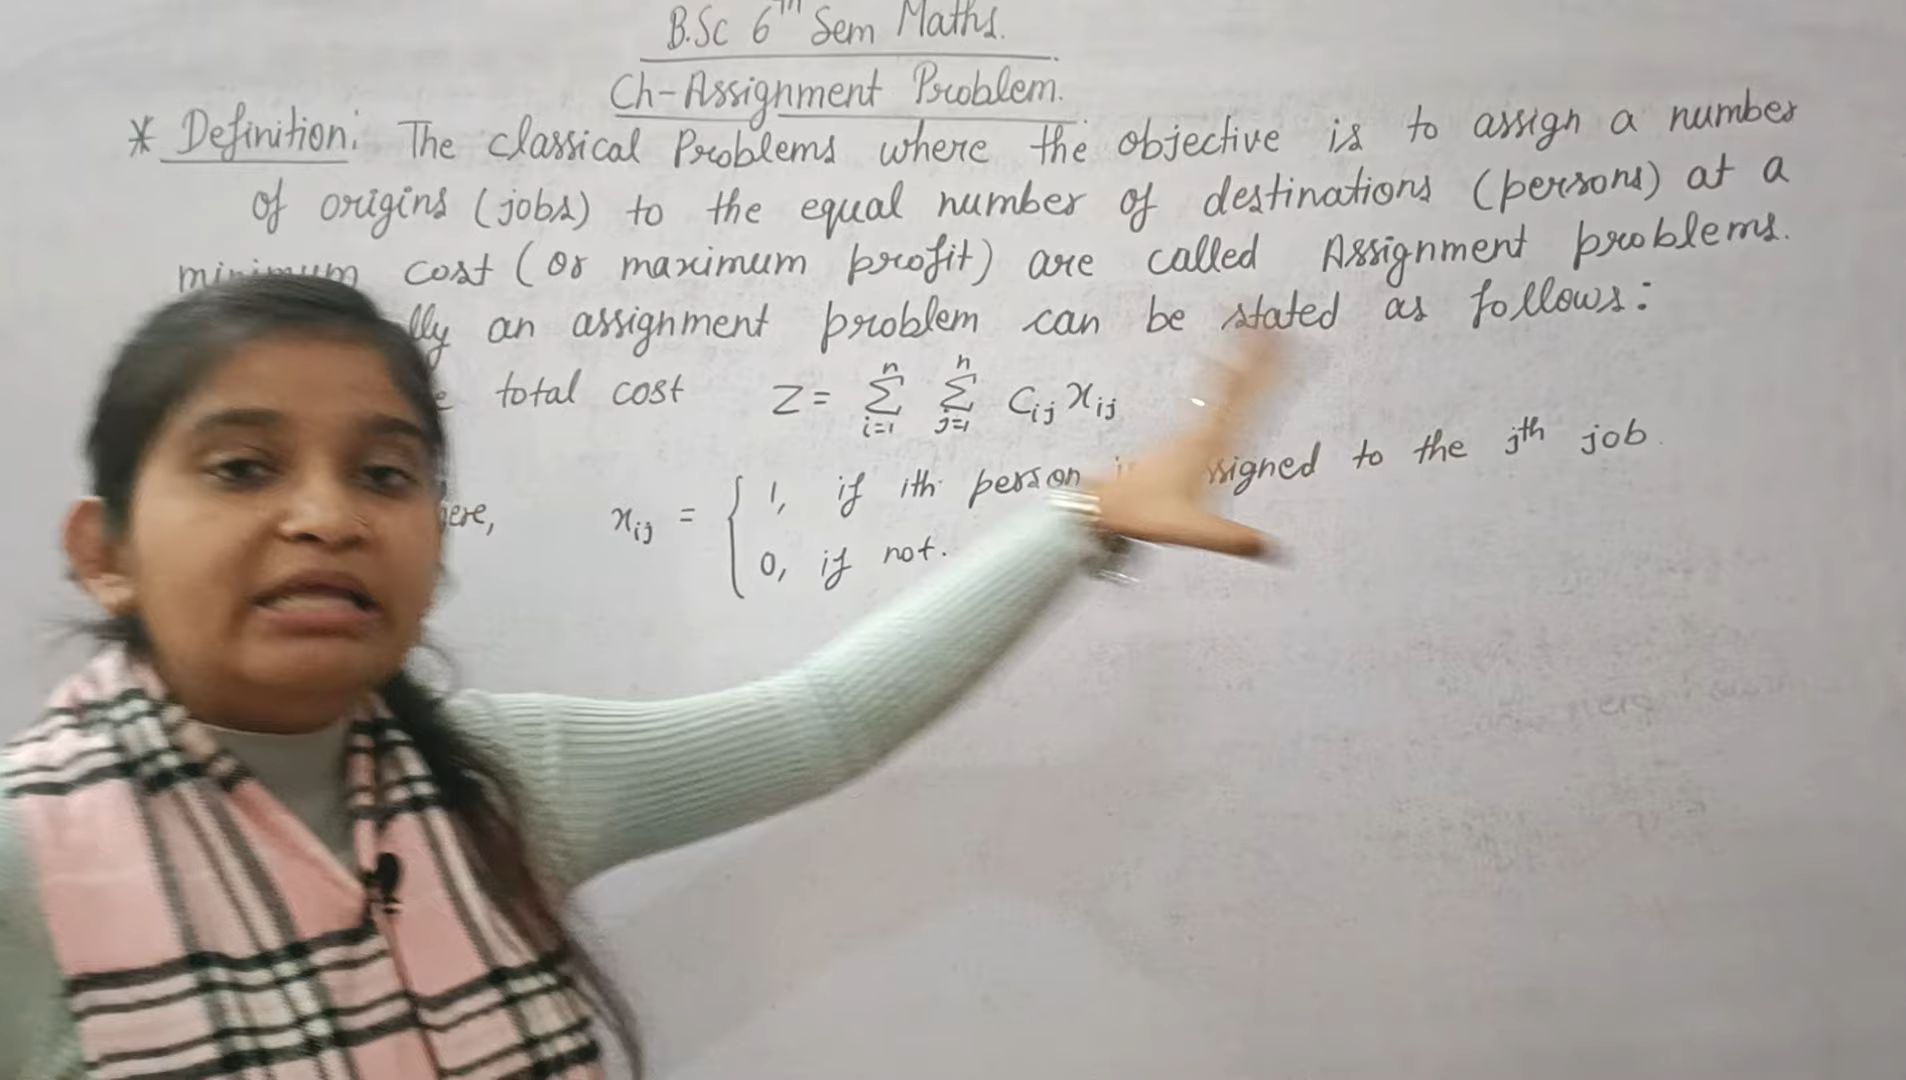 B.Sc 6th Sem Maths.
Ch-Assignment Problem.
* Definition: The classical Problems where the objective is to assign a number
of origins (jobs) to the equal number of destinations (persons) at a
minimum cost (or maximum profit) are called Assignment problems.
an assignment problem can be stated as follows:
total cost Z = n∑i=1 n∑j=1 Cij xij
xij = { 1, if ith person assigned to the jth job.
0, if not.